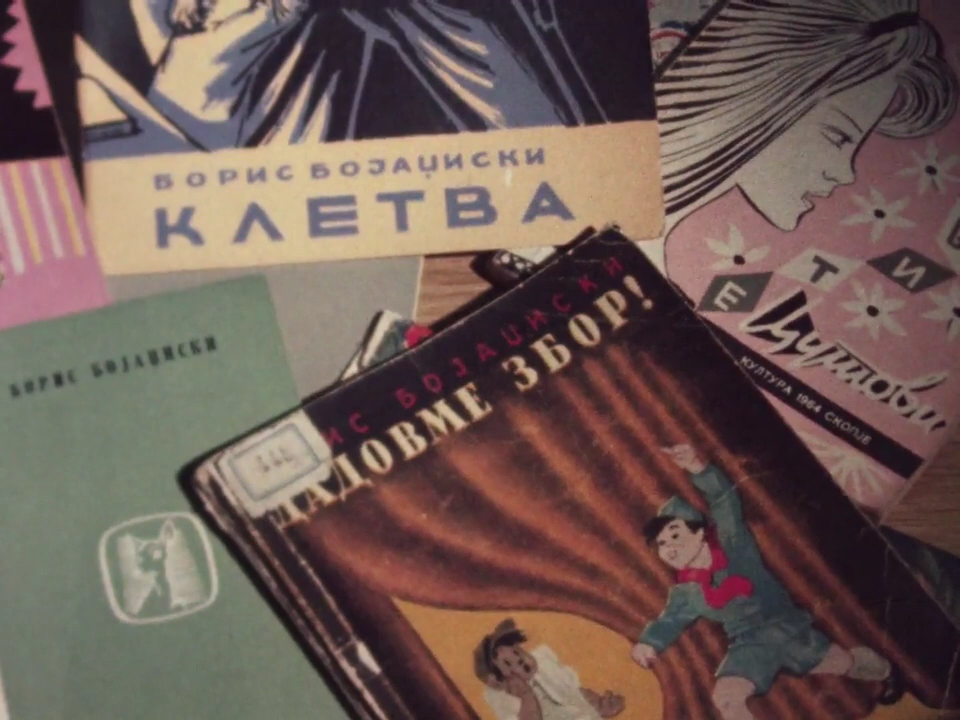 БОРИС БОЈАЏИСКИ
КЛЕТВА
БОРИС БОЈАЏИСКИ
ИС БОЈАЏИСКИ
ДАДОВМЕ ЗБОР!
Е Т И
КУЛТУРА 1964 СКОПЈЕ